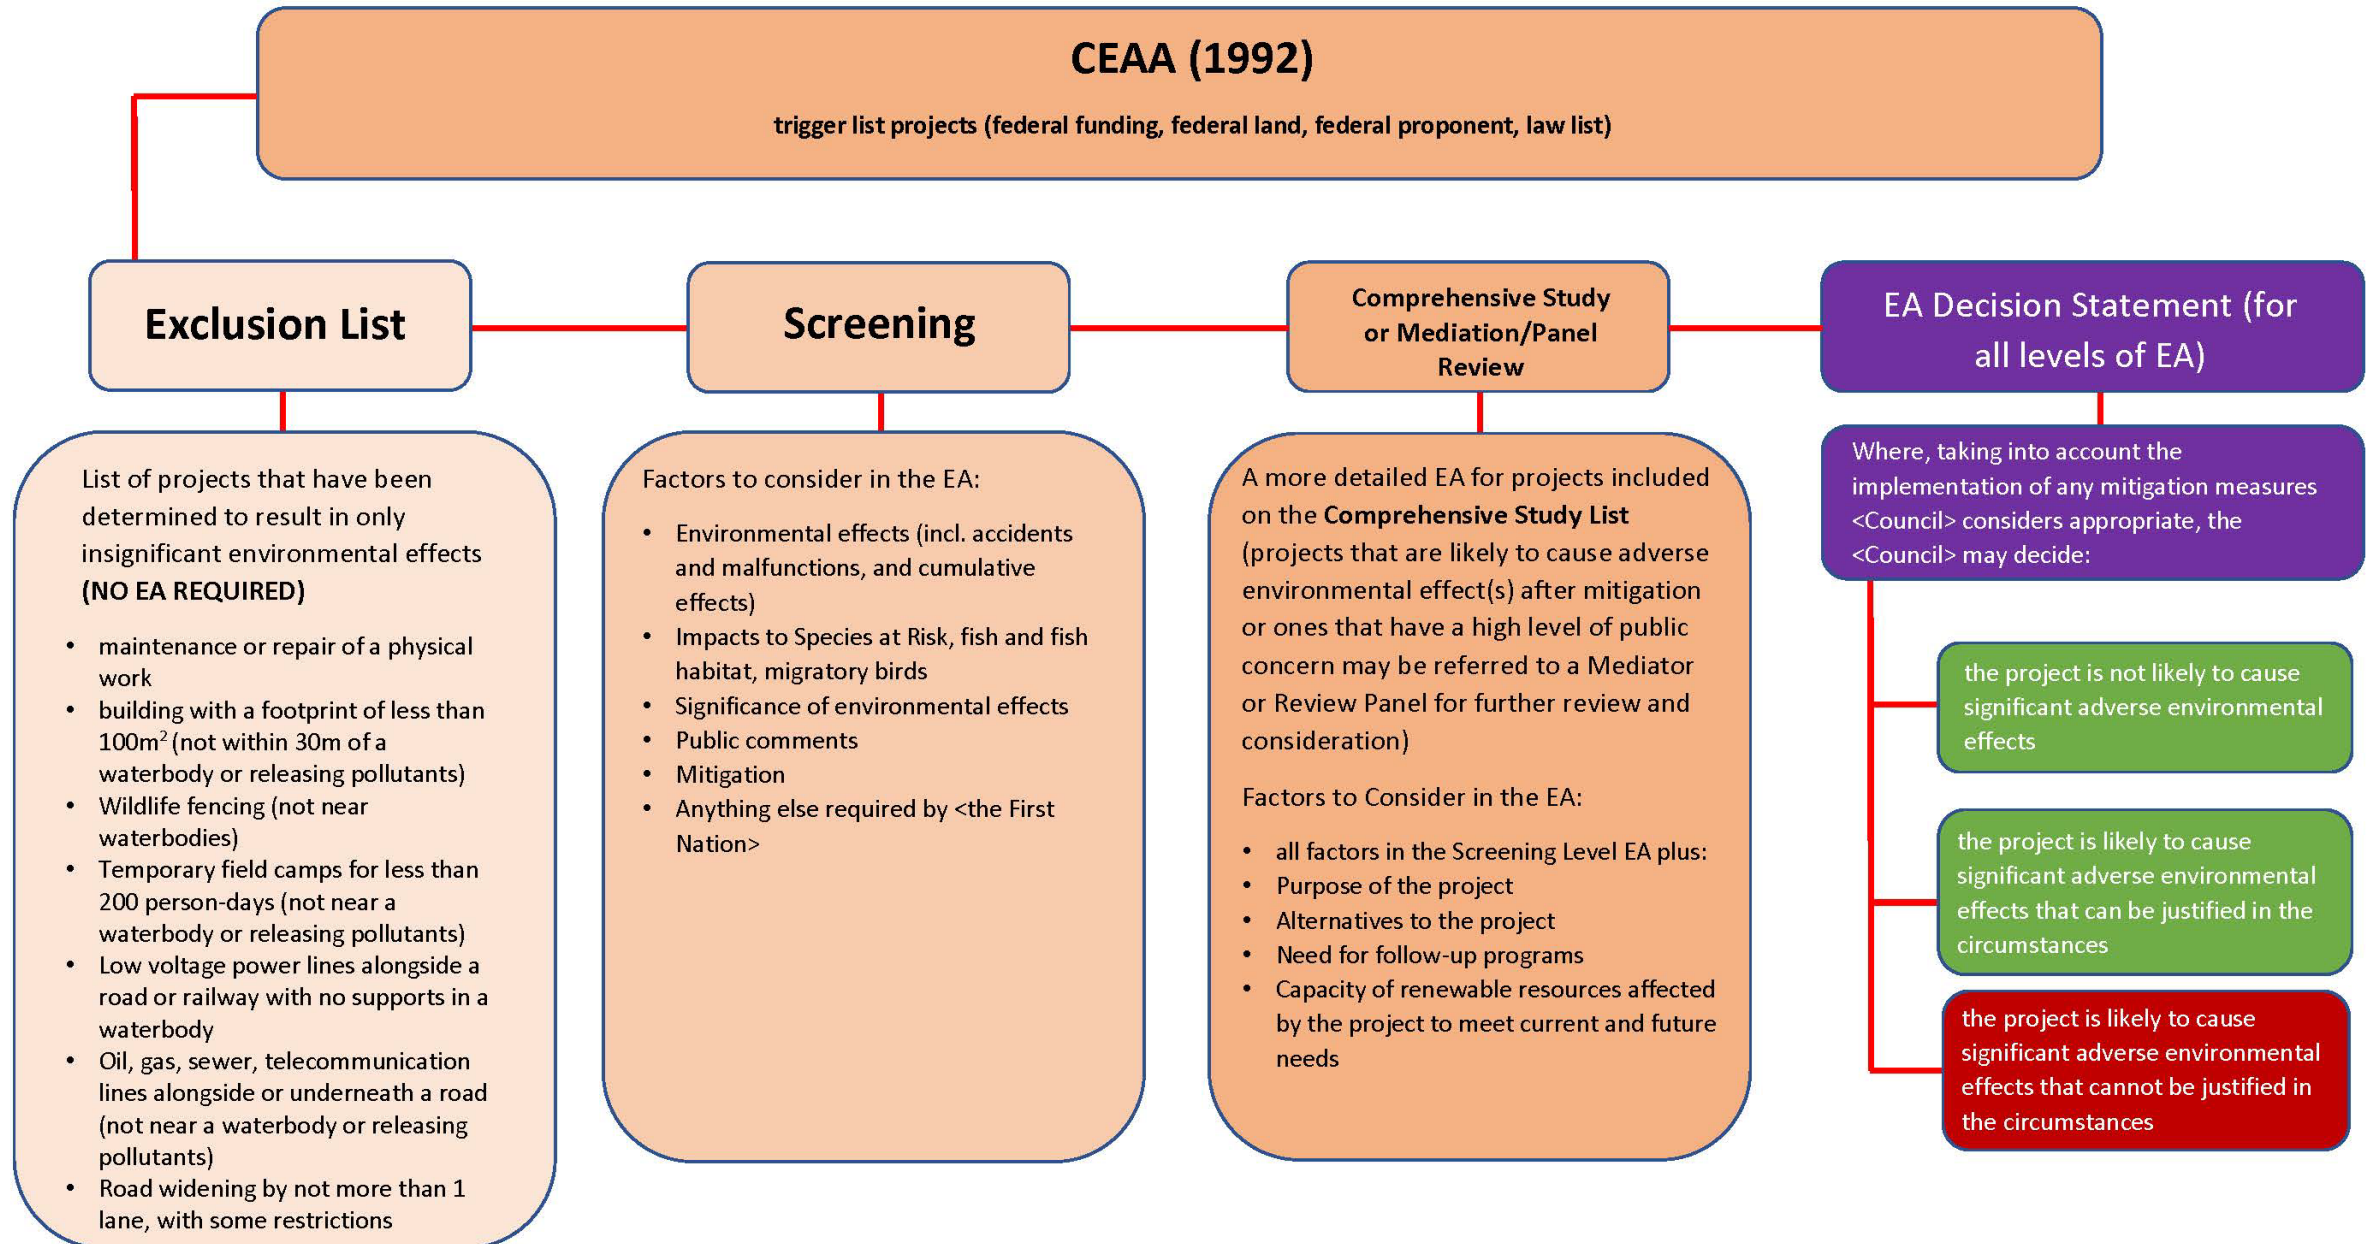 CEAA (1992)
trigger list projects (federal funding, federal land, federal proponent, law list)
Exclusion List
List of projects that have been
determined to result in only
insignificant environmental effects
(NO EA REQUIRED)
• maintenance or repair of a physical
work
• building with a footprint of less than
100m² (not within 30m of a
waterbody or releasing pollutants)
• Wildlife fencing (not near
waterbodies)
• Temporary field camps for less than
200 person-days (not near a
waterbody or releasing pollutants)
• Low voltage power lines alongside a
road or railway with no supports in a
waterbody
• Oil, gas, sewer, telecommunication
lines alongside or underneath a road
(not near a waterbody or releasing
pollutants)
• Road widening by not more than 1
lane, with some restrictions
Screening
Factors to consider in the EA:
• Environmental effects (incl. accidents
and malfunctions, and cumulative
effects)
• Impacts to Species at Risk, fish and fish
habitat, migratory birds
• Significance of environmental effects
• Public comments
• Mitigation
• Anything else required by <the First
Nation>
Comprehensive Study
or Mediation/Panel
Review
A more detailed EA for projects included
on the Comprehensive Study List
(projects that are likely to cause adverse
environmental effect(s) after mitigation
or ones that have a high level of public
concern may be referred to a Mediator
or Review Panel for further review and
consideration)
Factors to Consider in the EA:
• all factors in the Screening Level EA plus:
• Purpose of the project
• Alternatives to the project
• Need for follow-up programs
• Capacity of renewable resources affected
by the project to meet current and future
needs
EA Decision Statement (for
all levels of EA)
Where, taking into account the
implementation of any mitigation measures
<Council> considers appropriate, the
<Council> may decide:
the project is not likely to cause
significant adverse environmental
effects
the project is likely to cause
significant adverse environmental
effects that can be justified in the
circumstances
the project is likely to cause
significant adverse environmental
effects that cannot be justified in
the circumstances